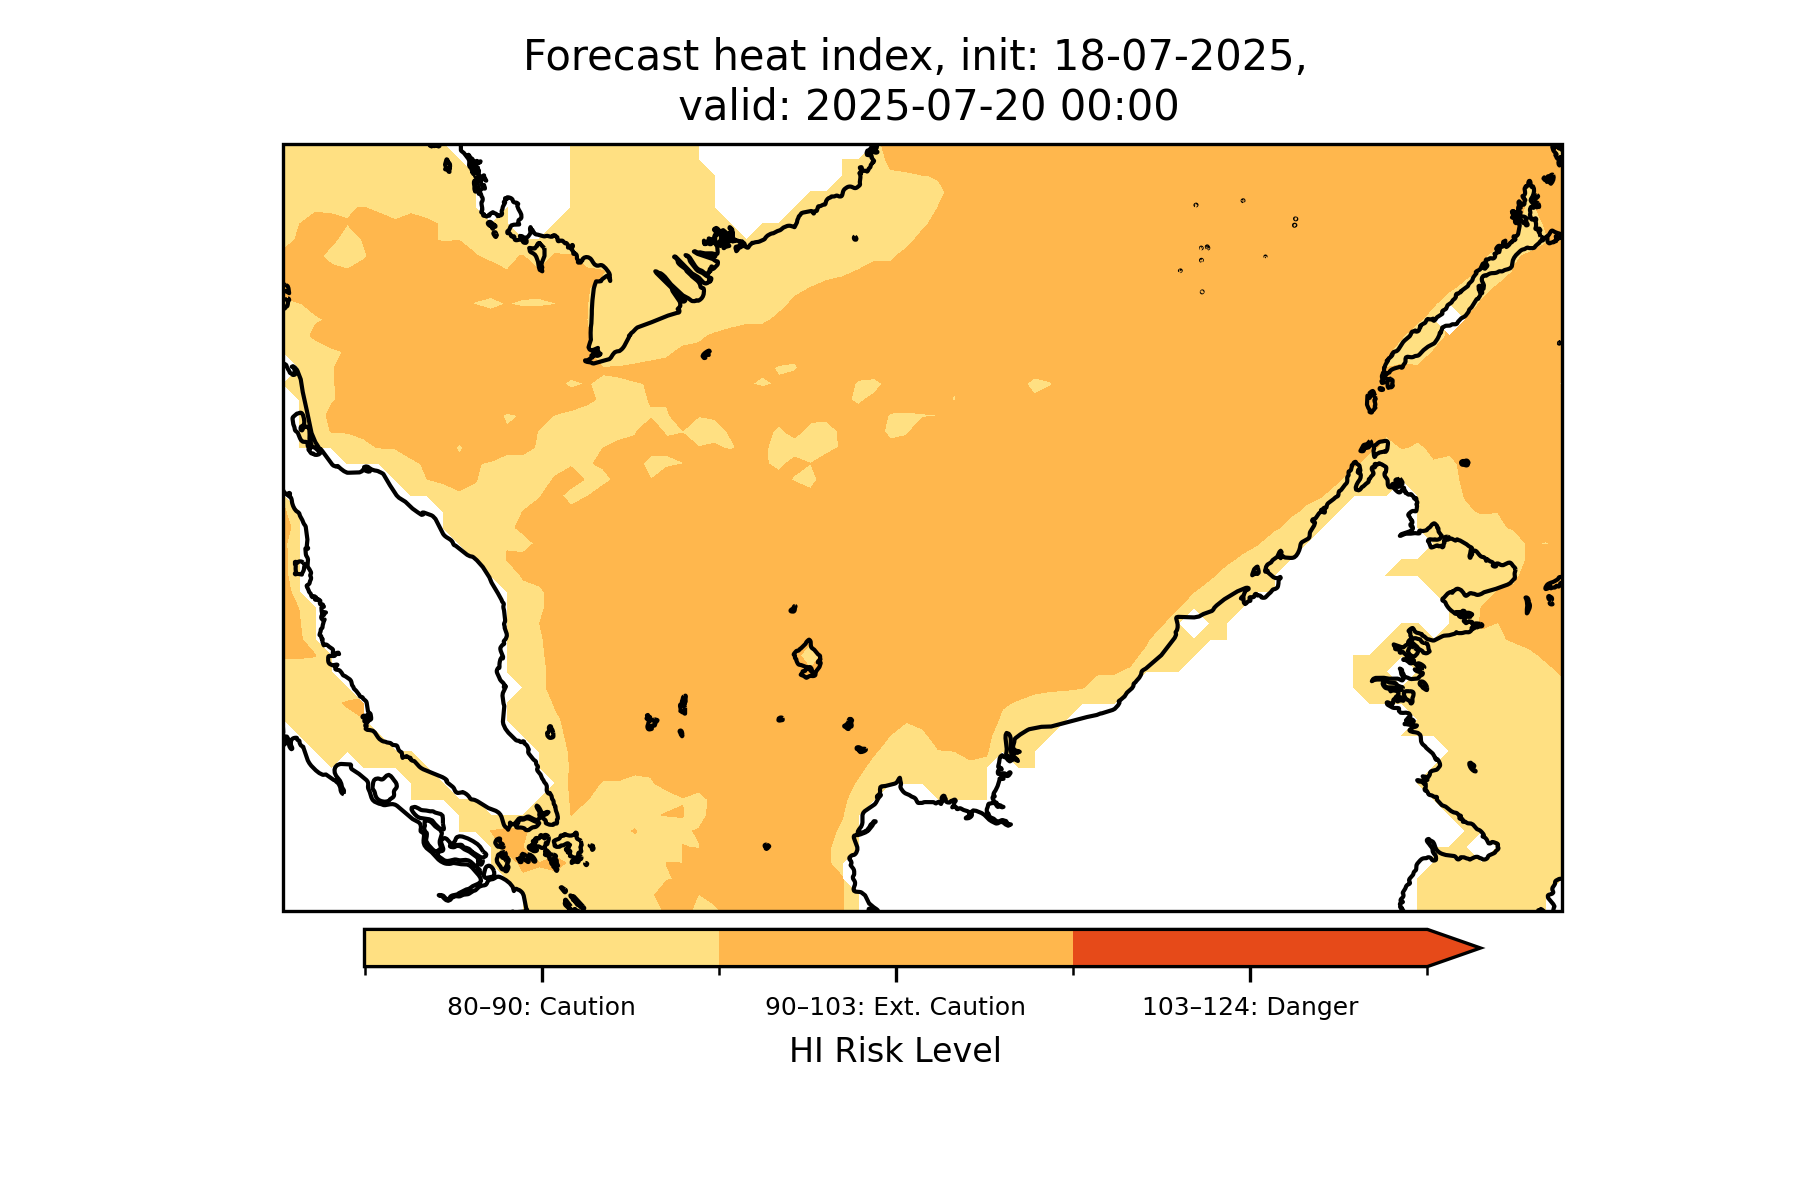 Forecast heat index, init: 18-07-2025,
valid: 2025-07-20 00:00
80–90: Caution
90–103: Ext. Caution
103–124: Danger
HI Risk Level